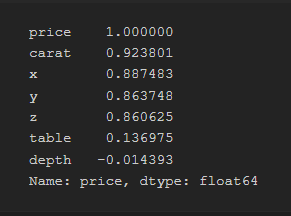 price 1.000000
carat 0.923801
x 0.887483
y 0.863748
z 0.860625
table 0.136975
depth -0.014393
Name: price, dtype: float64